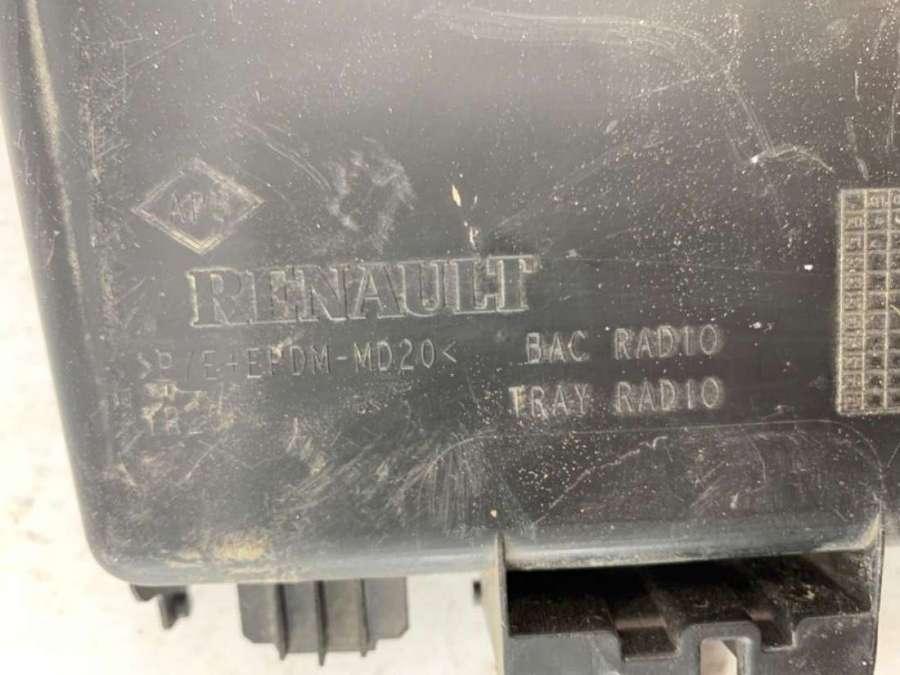 RENAULT
>P/E+EPDM-MD20<
BAC RADIO
TRAY RADIO